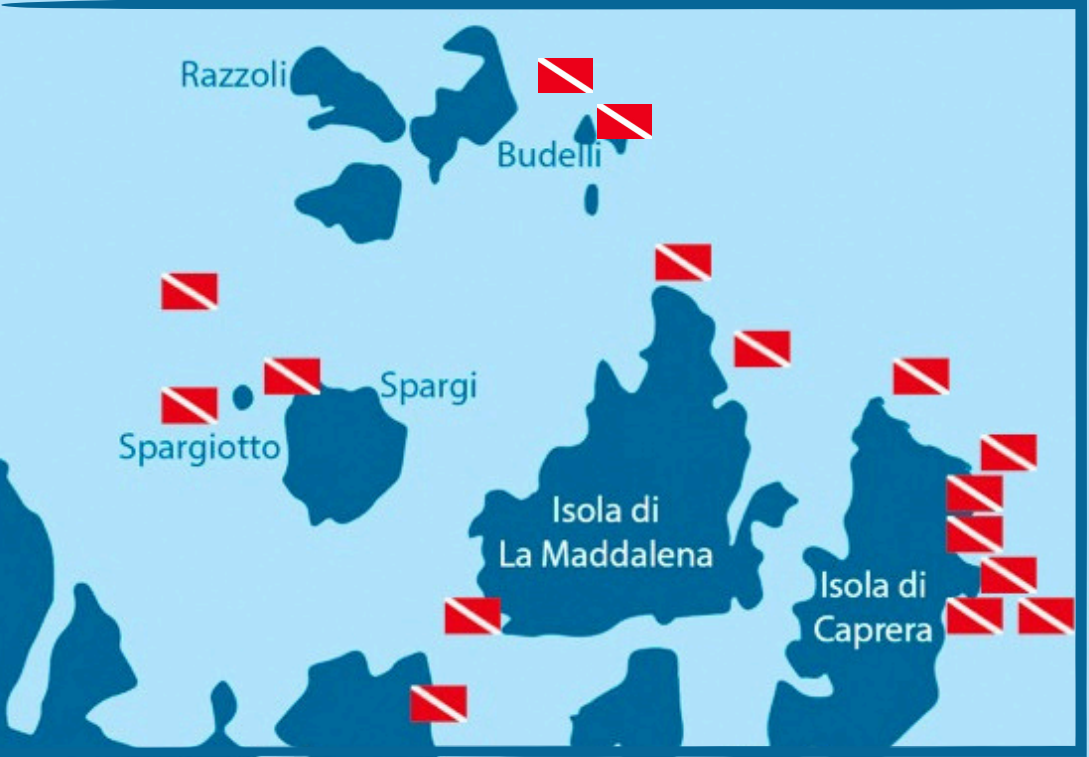 Razzoli
Budelli
Spargi
Spargiotto
Isola di
La Maddalena
Isola di
Caprera